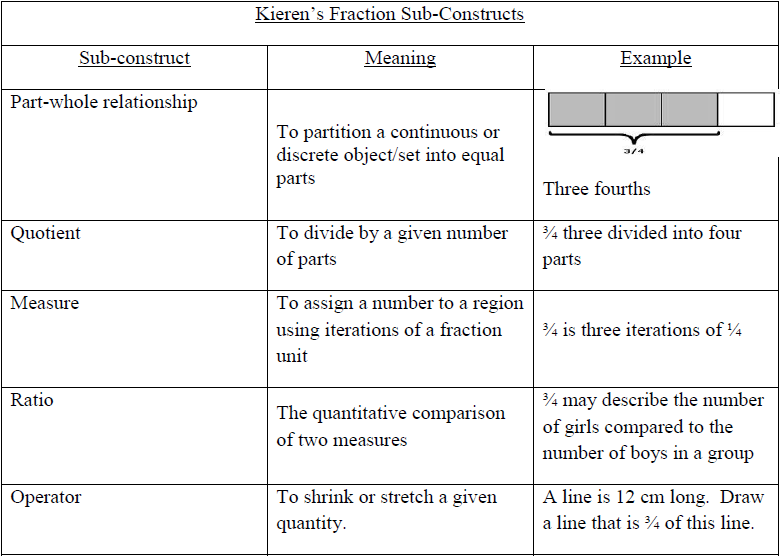 Kieren’s Fraction Sub-Constructs
Sub-construct
Meaning
Example
Part-whole relationship
To partition a continuous or
discrete object/set into equal
parts
3/4
Three fourths
Quotient
To divide by a given number
of parts
¾ three divided into four
parts
Measure
To assign a number to a region
using iterations of a fraction
unit
¾ is three iterations of ¼
Ratio
The quantitative comparison
of two measures
¾ may describe the number
of girls compared to the
number of boys in a group
Operator
To shrink or stretch a given
quantity.
A line is 12 cm long.  Draw
a line that is ¾ of this line.